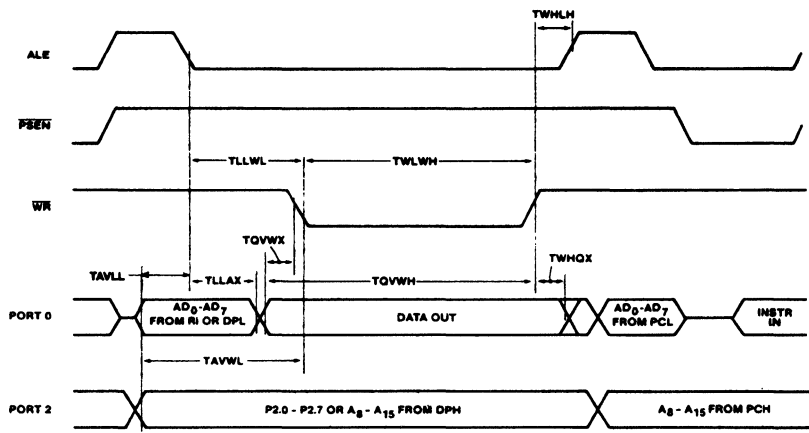 TWHLH
ALE
PSEN
TLLWL
TWLWH
WR
TQVWX
TWHQX
TAVLL
TLLAX
TQVWH
PORT 0
AD0-AD7
FROM RI OR DPL
DATA OUT
AD0-AD7
FROM PCL
INSTR
IN
TAVWL
PORT 2
P2.0 - P2.7 OR A8 - A15 FROM DPH
A8 - A15 FROM PCH